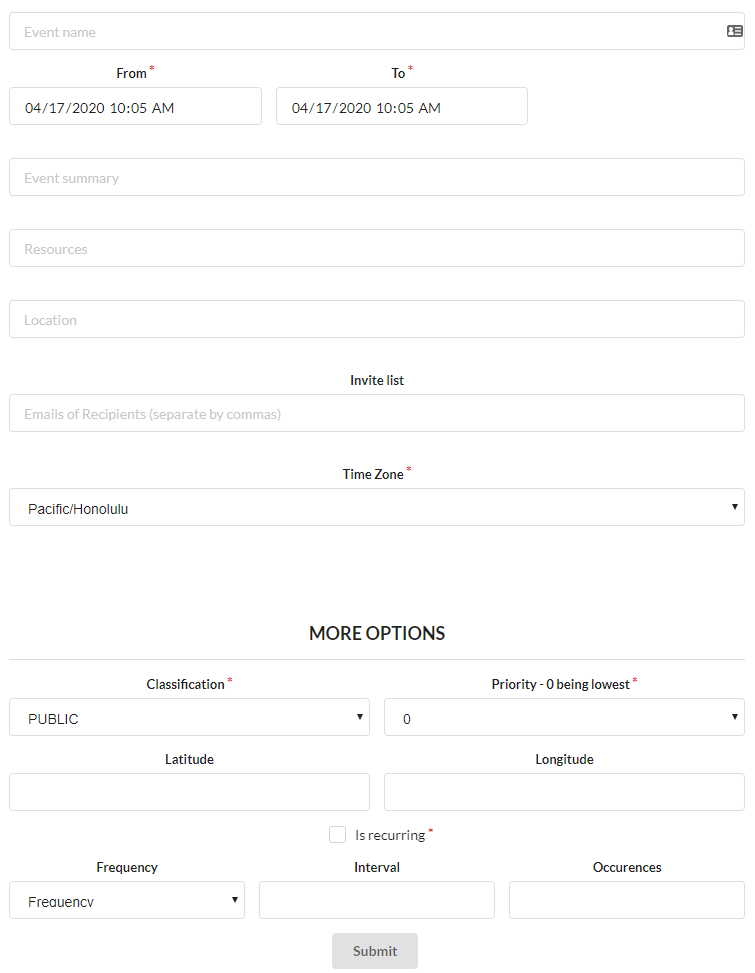 Event name
From * To *
04/17/2020 10:05 AM 04/17/2020 10:05 AM
Event summary
Resources
Location
Invite list
Emails of Recipients (separate by commas)
Time Zone *
Pacific/Honolulu
MORE OPTIONS
Classification * Priority - 0 being lowest *
PUBLIC 0
Latitude Longitude
Is recurring *
Frequency Interval Occurences
Frequency
Submit